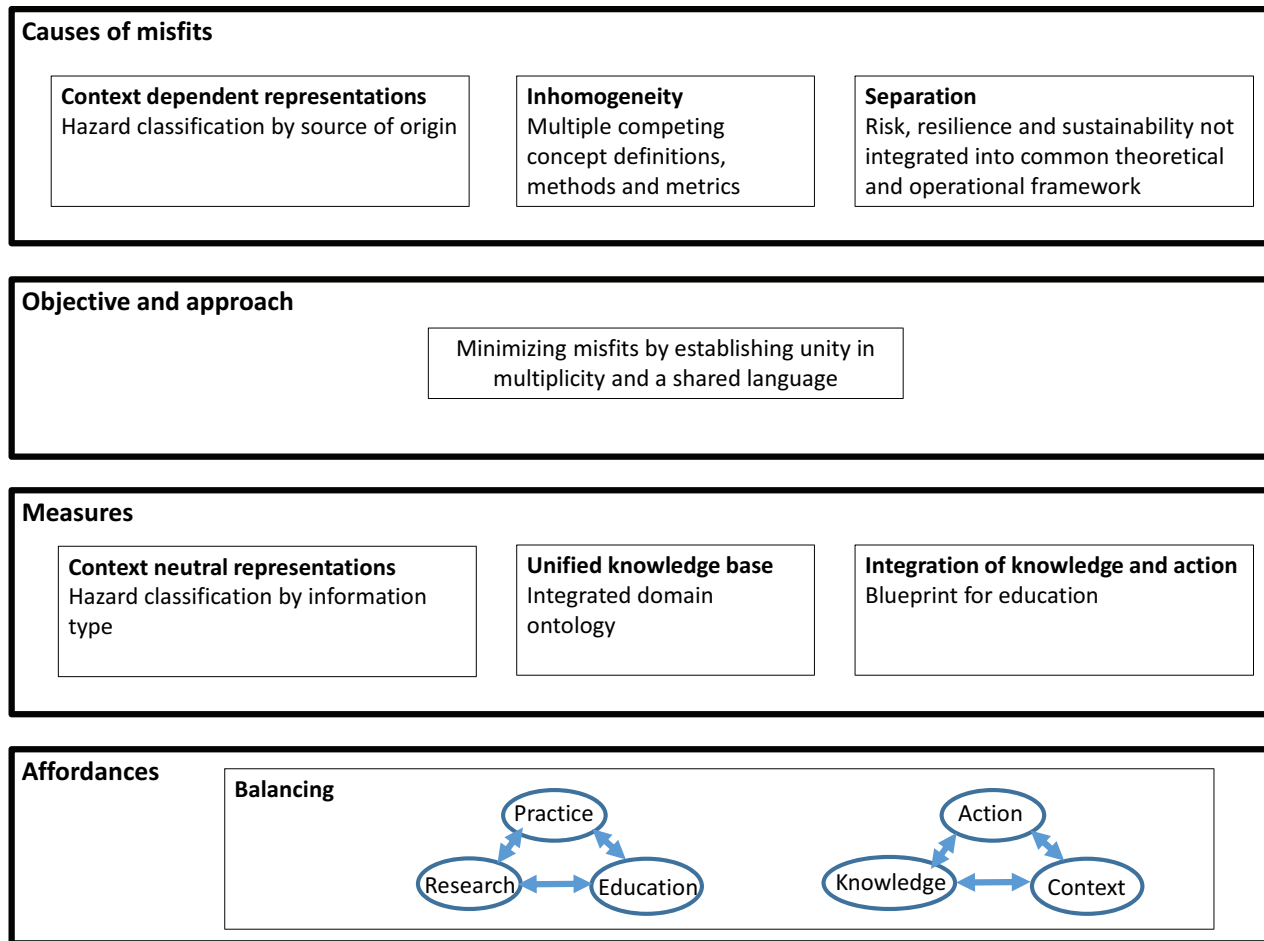 Causes of misfits
Context dependent representations
Hazard classification by source of origin
Inhomogeneity
Multiple competing
concept definitions,
methods and metrics
Separation
Risk, resilience and sustainability not
integrated into common theoretical
and operational framework
Objective and approach
Minimizing misfits by establishing unity in
multiplicity and a shared language
Measures
Context neutral representations
Hazard classification by information
type
Unified knowledge base
Integrated domain
ontology
Integration of knowledge and action
Blueprint for education
Affordances
Balancing
Practice
Research
Education
Action
Knowledge
Context